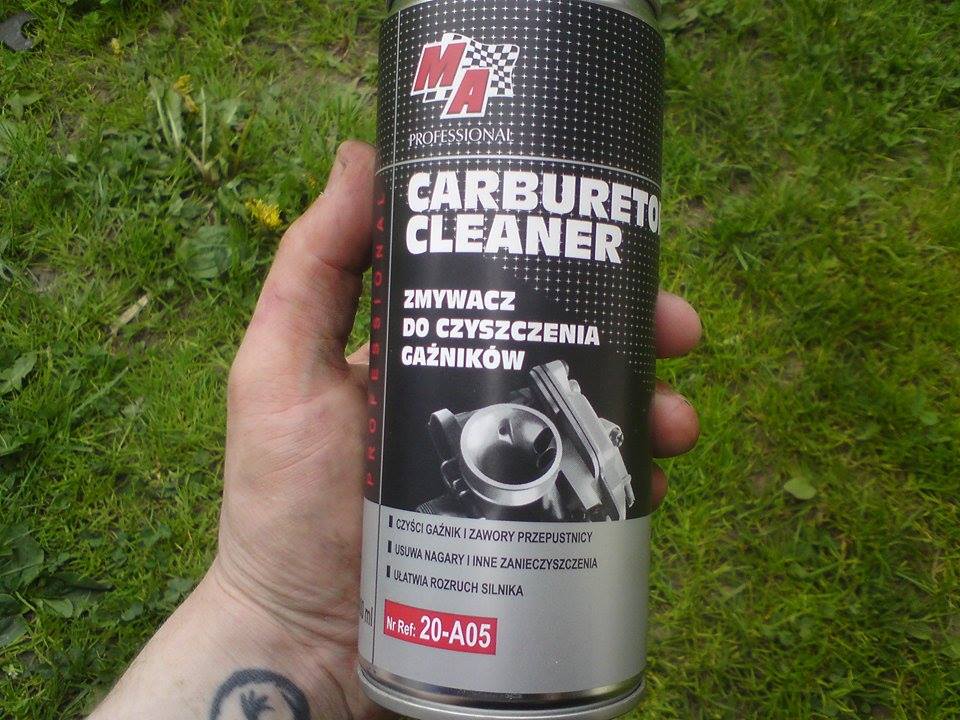 MA
PROFESSIONAL
CARBURETO
CLEANER
ZMYWACZ
DO CZYSZCZENIA
GAŹNIKÓW
PROFESSIONAL
CZYŚCI GAŹNIK I ZAWORY PRZEPUSTNICY
USUWA NAGARY I INNE ZANIECZYSZCZENIA
UŁATWIA ROZRUCH SILNIKA
ml
Nr Ref: 20-A05